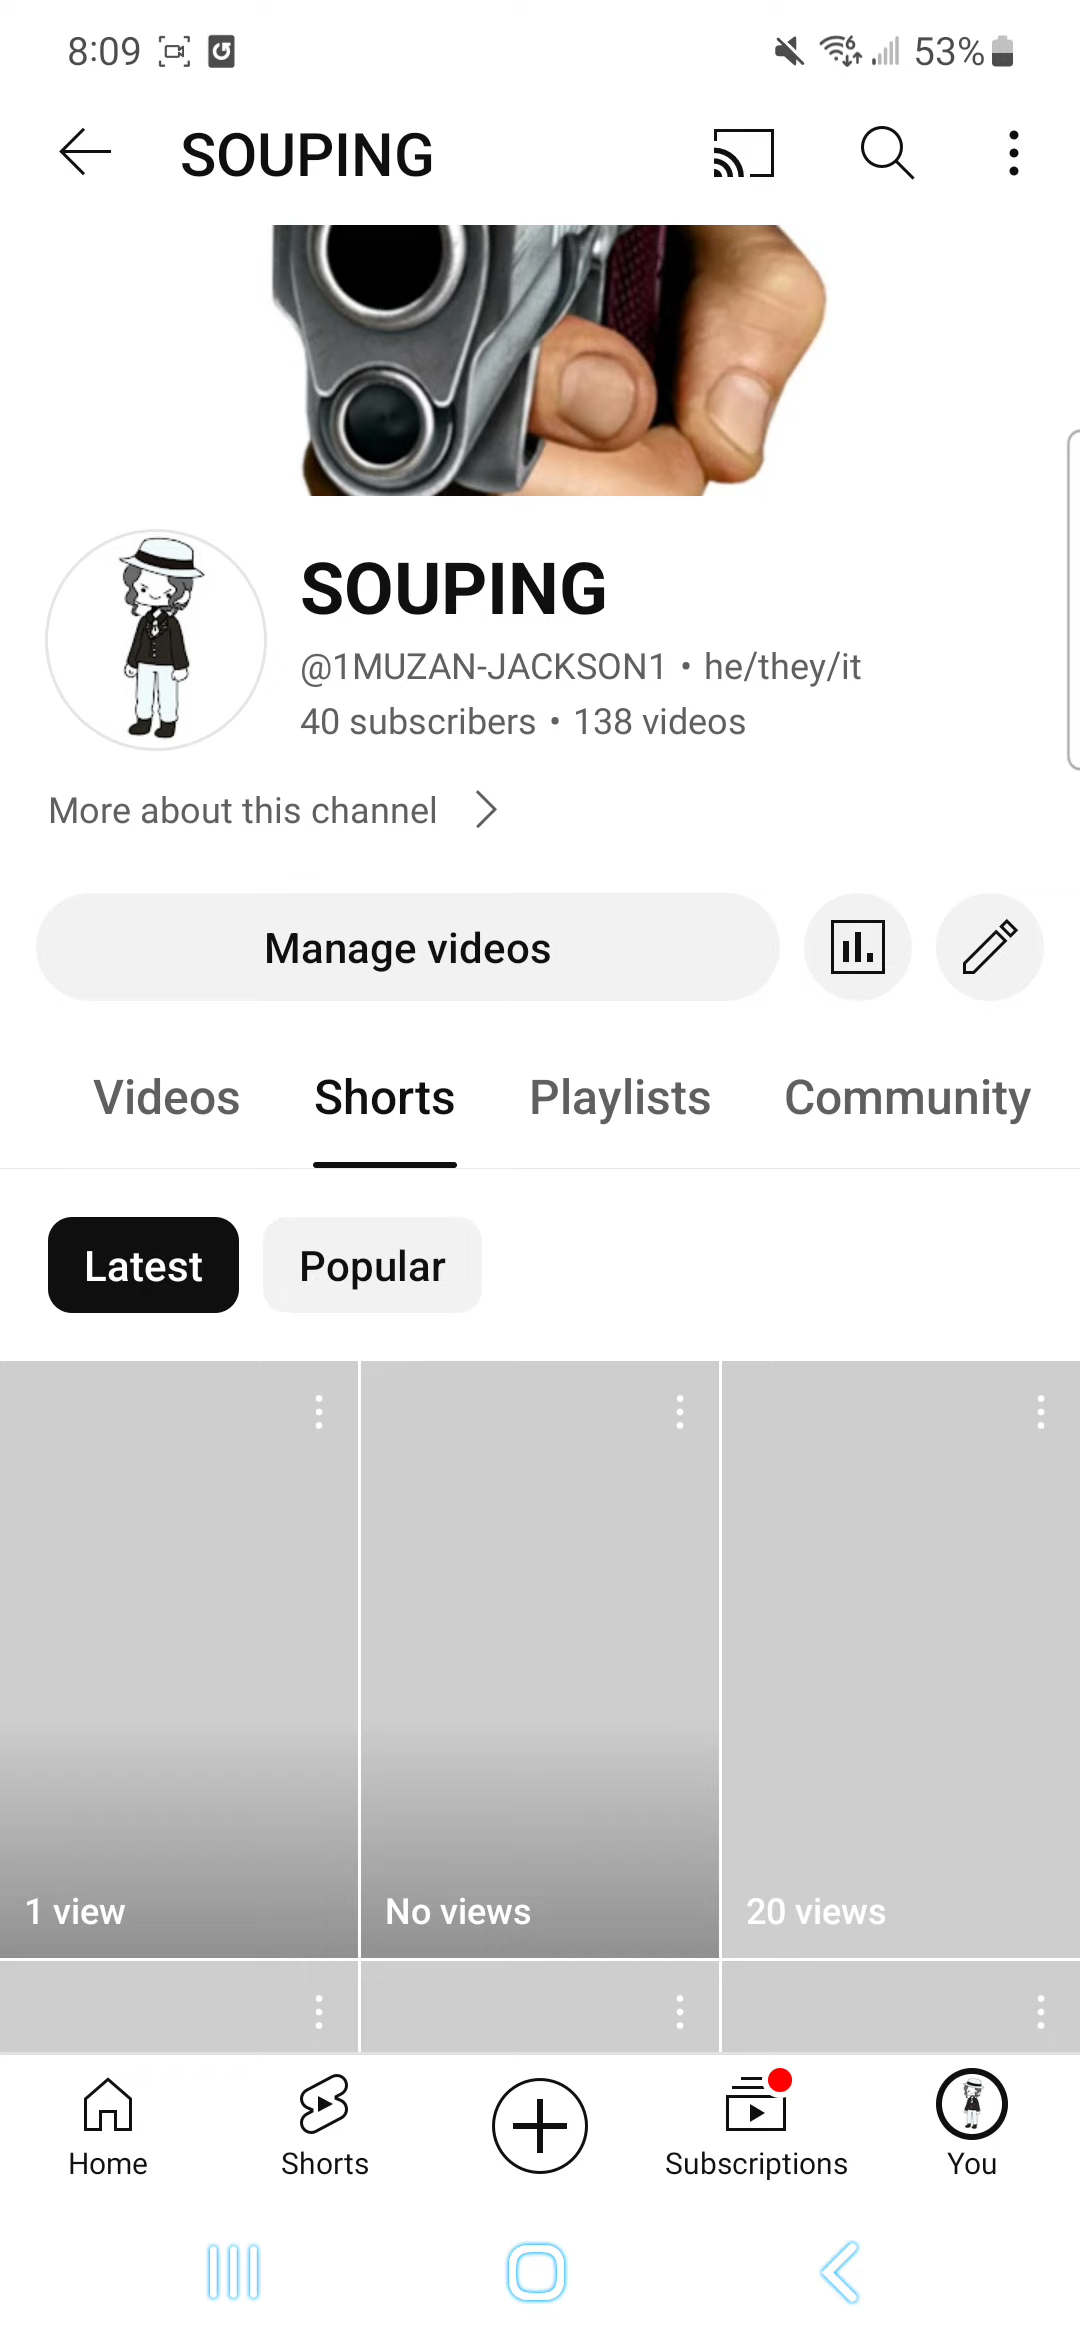 8:09 53%
SOUPING
SOUPING
@1MUZAN-JACKSON1 • he/they/it
40 subscribers • 138 videos
More about this channel
Manage videos
Videos Shorts Playlists Community
Latest Popular
1 view No views 20 views
Home Shorts Subscriptions You